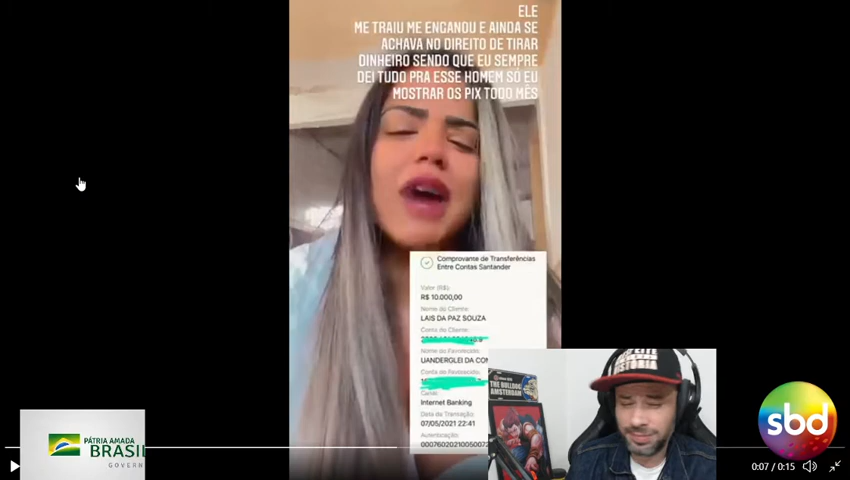 ELE
ME TRAIU ME ENGANOU E AINDA SE
ACHAVA NO DIREITO DE TIRAR
DINHEIRO SENDO QUE EU SEMPRE
DEI TUDO PRA ESSE HOMEM SÓ EU
MOSTRAR OS PIX TODO MÊS
Comprovante de Transferências
Entre Contas Santander
Valor (R$)
R$ 10.000,00
Nome do Cliente:
LAIS DA PAZ SOUZA
Conta do Cliente:
Nome do Favorecido:
UANDERGLEI DA
Conta do Favorecido:
Canal:
Internet Banking
Data da Transação:
07/05/2021 22:41
Autenticação:
THE BULLDOG
AMSTERDAM
HISTORIA
PÁTRIA AMADA
BRASIL
GOVERN
sbd
0:07 / 0:15